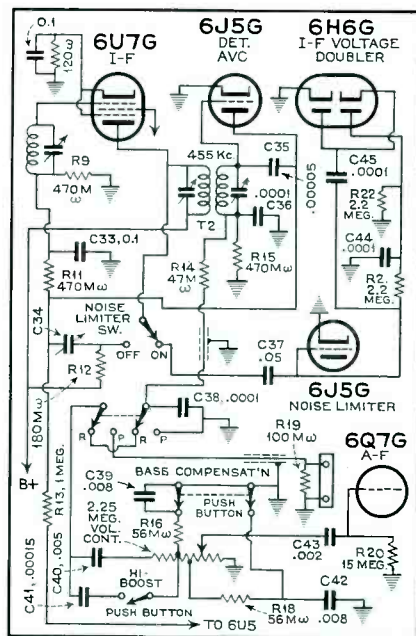 0.1
120ω
6U7G
I-F
6J5G
DET.
AVC
6H6G
I-F VOLTAGE
DOUBLER
R9
470M
ω
455 Kc.
C35
.00005
.0001
C36
C45
.0001
R22
2.2
MEG.
C44
.0001
R2,
2.2
MEG.
C33,0.1
T2
R14
47M
ω
R15
470Mω
R11
470Mω
NOISE
LIMITER
SW.
OFF
ON
C34
R12
180Mω
C37
.05
6J5G
NOISE LIMITER
C38,.0001
R
P
R
P
R19
100Mω
6Q7G
A-F
B+
R13, 1 MEG.
C39
.008
BASS COMPENSAT'N
PUSH
BUTTON
2.25
MEG.
VOL.
CONT.
R16
56Mω
C43
.002
R20
15 MEG.
C40,.005
C41,.00015
HI-
BOOST
PUSH BUTTON
R18
56Mω
C42
.008
TO 6U5